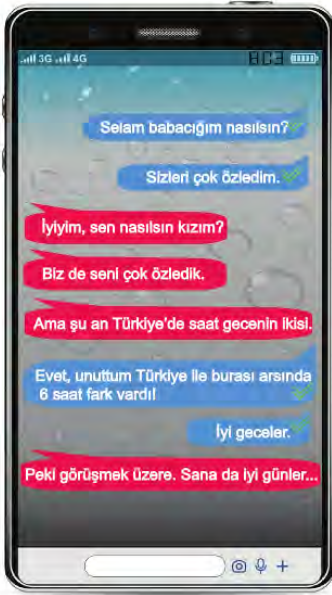 3G 4G 8C3
Selam babacığım nasılsın?
Sizleri çok özledim.
İyiyim, sen nasılsın kızım?
Biz de seni çok özledik.
Ama şu an Türkiye'de saat gecenin ikisi.
Evet, unuttum Türkiye ile burası arsında
6 saat fark vardı!
İyi geceler.
Peki görüşmek üzere. Sana da iyi günler...